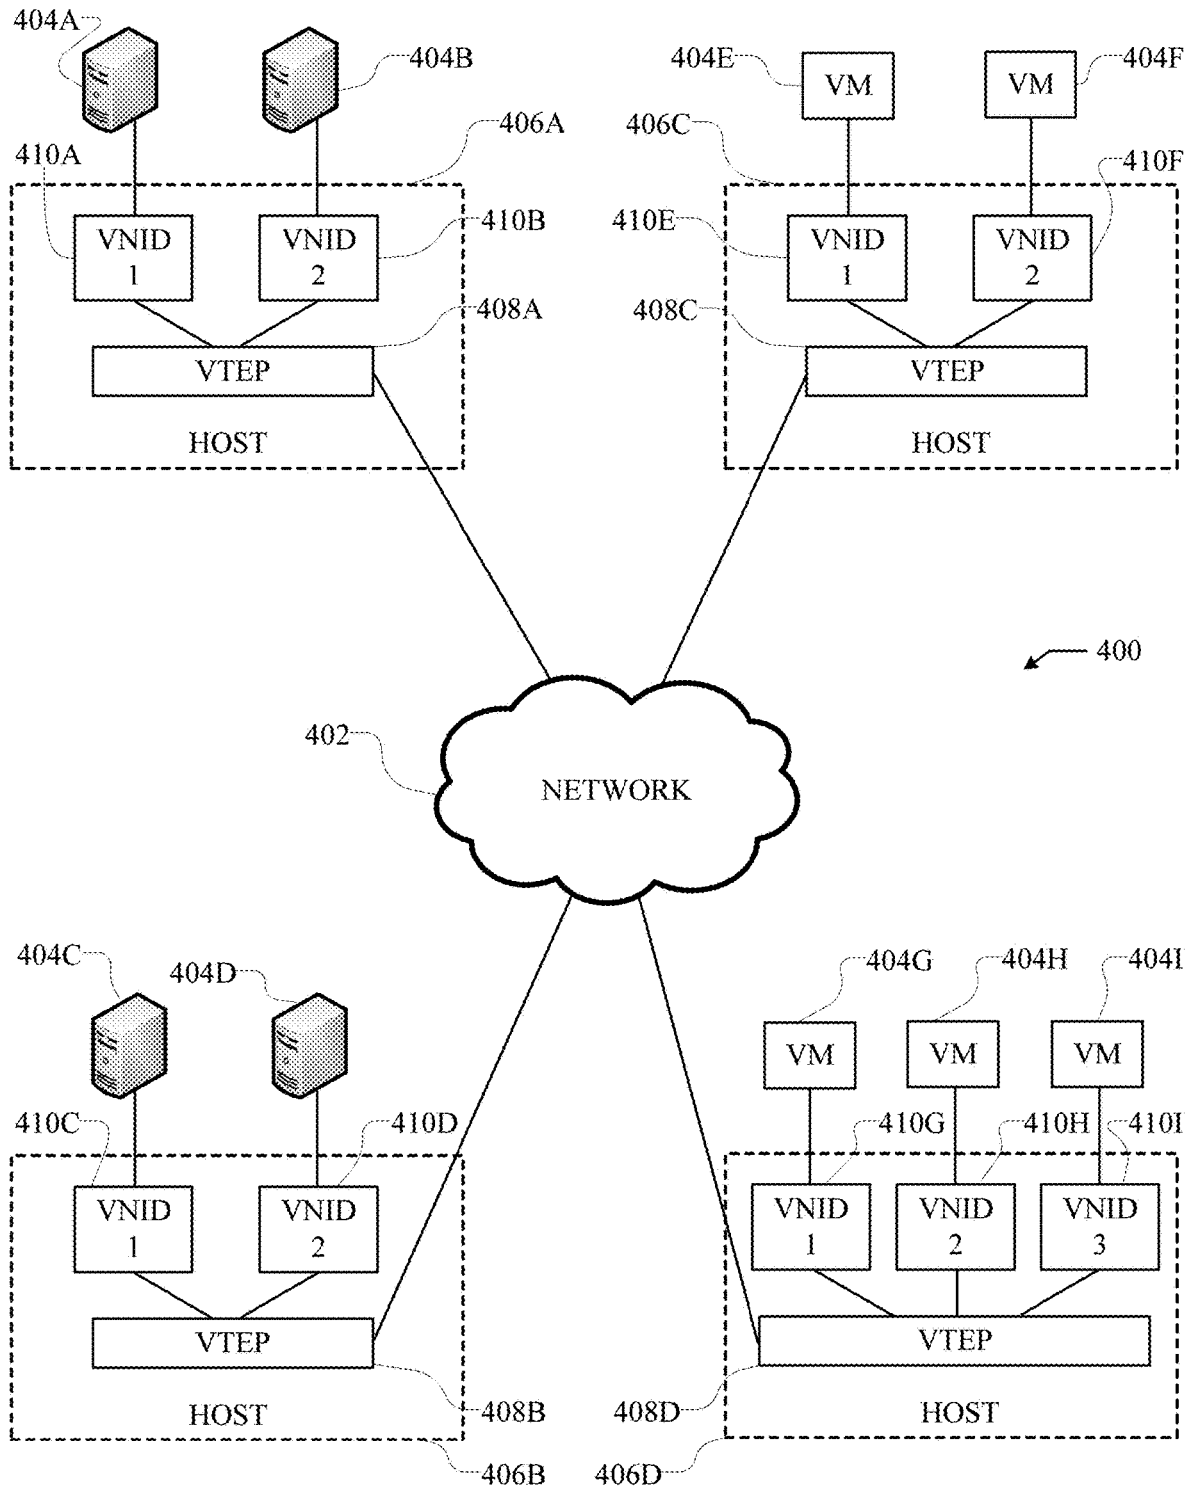 404A
404B
404E
VM
VM
404F
406A
406C
410A
410F
VNID
1
VNID
2
410B
410E
VNID
1
VNID
2
408A
408C
VTEP
VTEP
HOST
HOST
400
402
NETWORK
404C
404D
404G
404H
404I
VM
VM
VM
410C
410D
410G
410H
410I
VNID
1
VNID
2
VNID
1
VNID
2
VNID
3
VTEP
VTEP
HOST
408B
408D
HOST
406B
406D